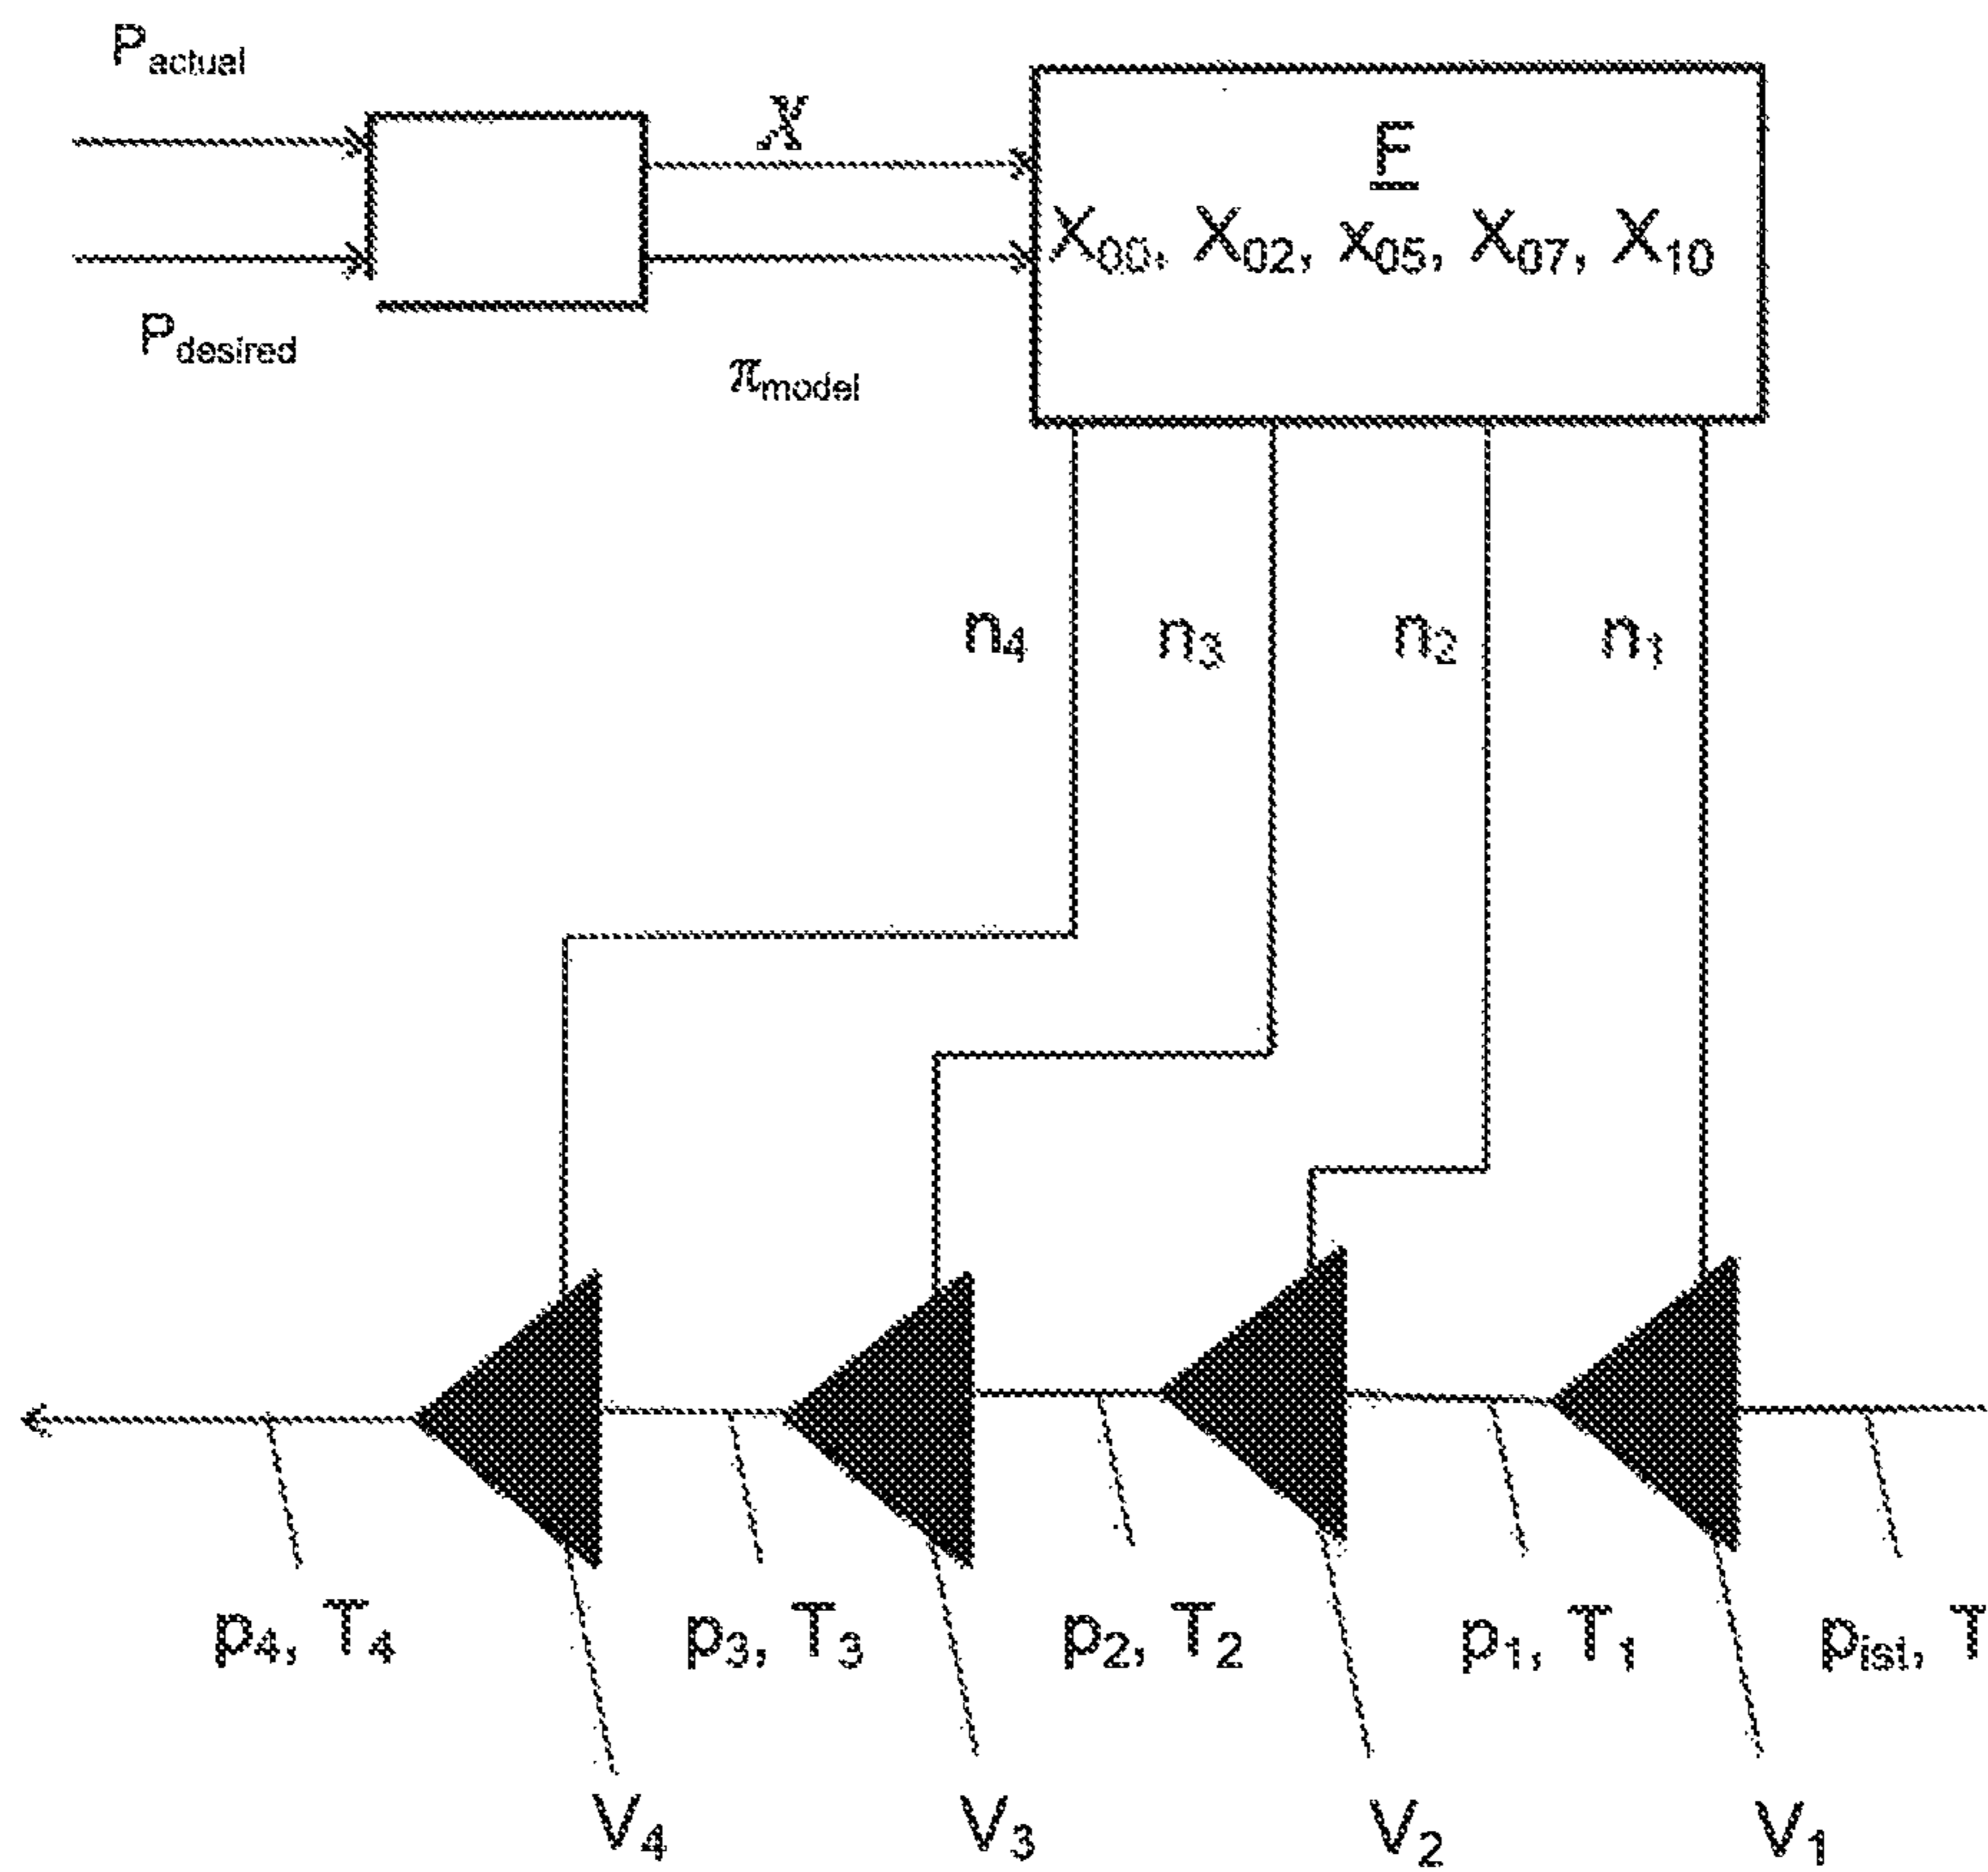 P_actual
X
F
X_00, X_02, x_05, X_07, X_10
P_desired
π_model
n_4 n_3 n_2 n_1
p_4, T_4 p_3, T_3 p_2, T_2 p_1, T_1 p_ist, T
V_4 V_3 V_2 V_1